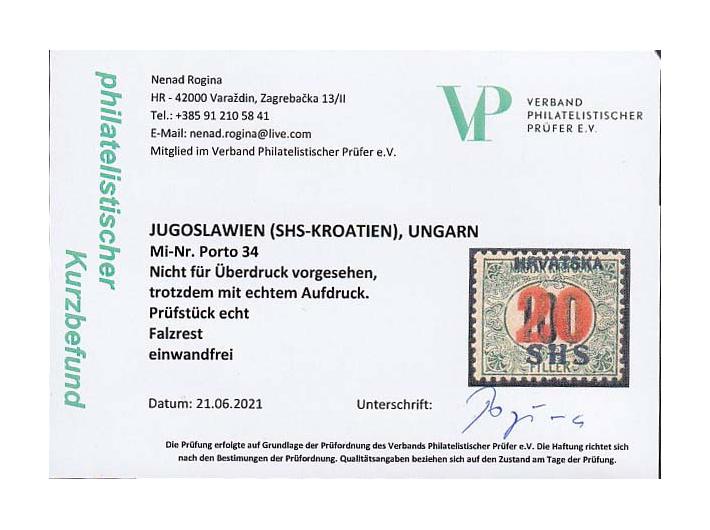 philatelistischer
Kurzbefund
Nenad Rogina
HR - 42000 Varaždin, Zagrebačka 13/II
Tel.: +385 91 210 58 41
E-Mail: nenad.rogina@live.com
Mitglied im Verband Philatelistischer Prüfer e.V.
VP
VERBAND
PHILATELISTISCHER
PRÜFER E.V.
JUGOSLAWIEN (SHS-KROATIEN), UNGARN
Mi-Nr. Porto 34
Nicht für Überdruck vorgesehen,
trotzdem mit echtem Aufdruck.
Prüfstück echt
Falzrest
einwandfrei
HRVATSKA
20
SHS
FILLÉR
Datum: 21.06.2021
Unterschrift:
Rogina
Die Prüfung erfolgte auf Grundlage der Prüfordnung des Verbands Philatelistischer Prüfer e.V. Die Haftung richtet sich
nach den Bestimmungen der Prüfordnung. Qualitätsangaben beziehen sich auf den Zustand am Tage der Prüfung.